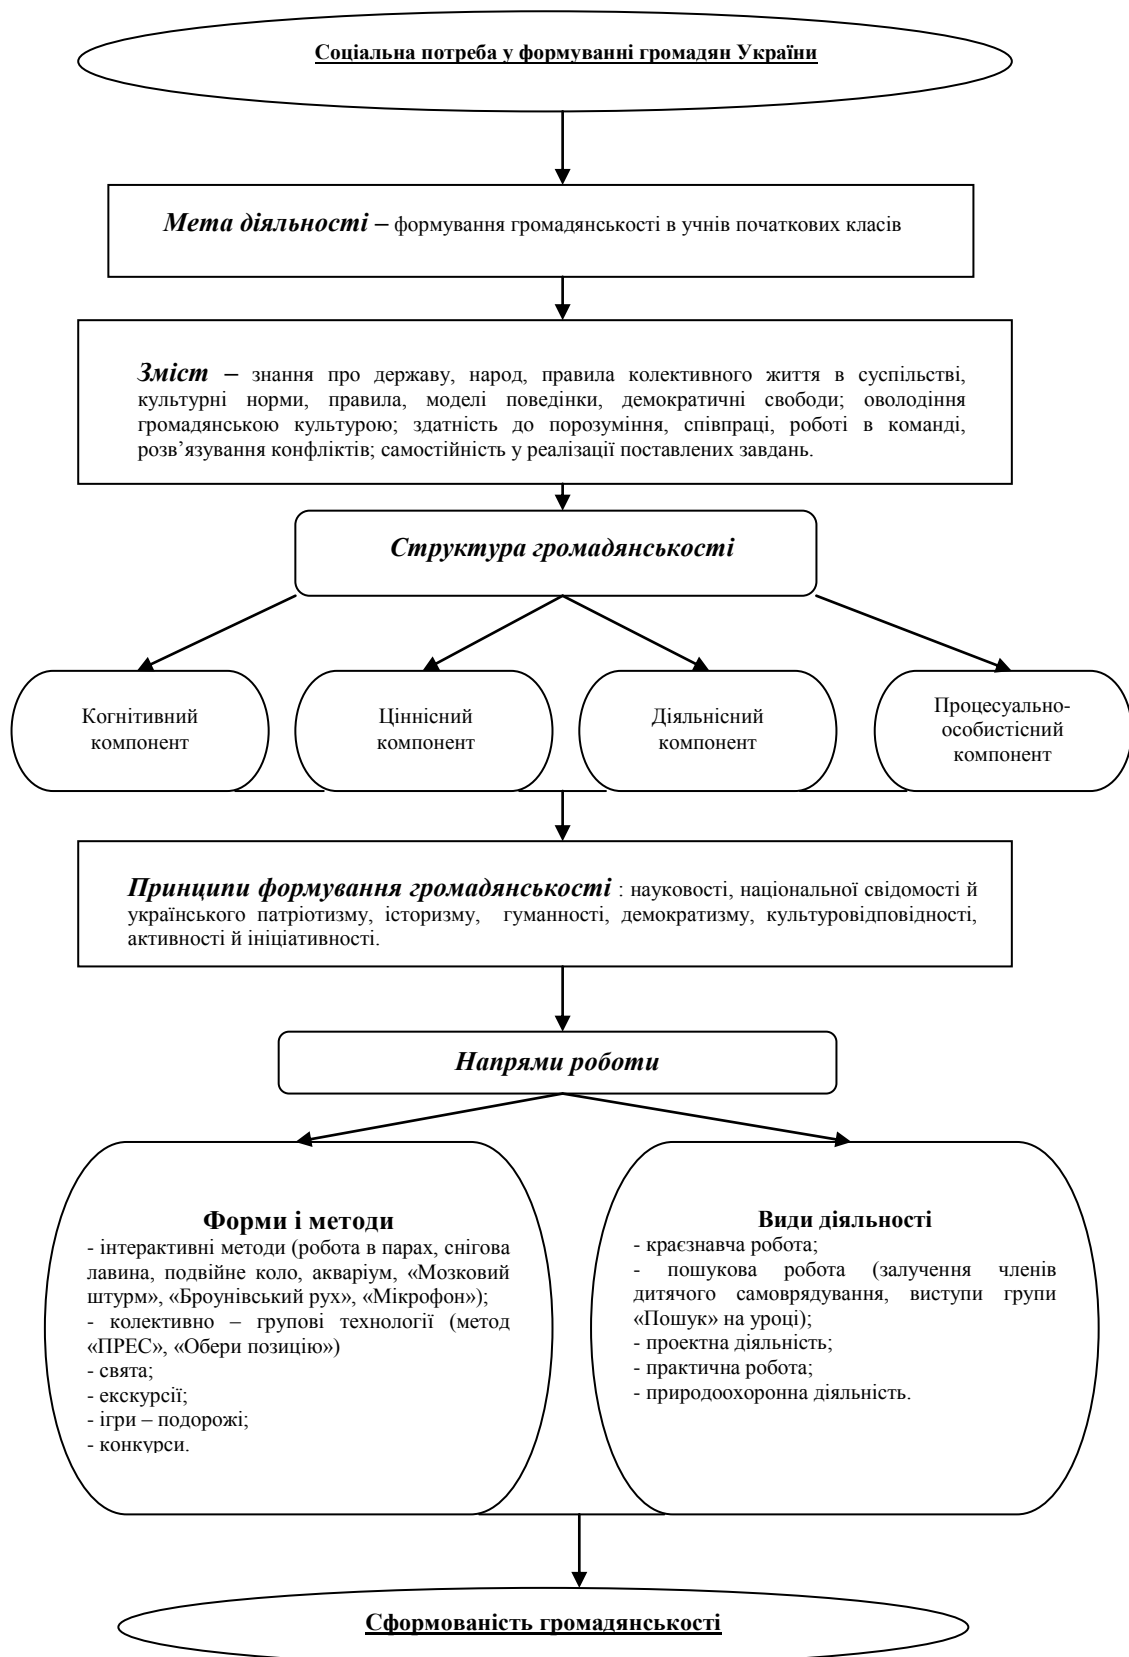 Соціальна потреба у формуванні громадян України
Мета діяльності – формування громадянськості в учнів початкових класів
Зміст – знання про державу, народ, правила колективного життя в суспільстві,
культурні норми, правила, моделі поведінки, демократичні свободи; оволодіння
громадянською культурою; здатність до порозуміння, співпраці, роботі в команді,
розв’язування конфліктів; самостійність у реалізації поставлених завдань.
Структура громадянськості
Когнітивний
компонент
Ціннісний
компонент
Діяльнісний
компонент
Процесуально-
особистісний
компонент
Принципи формування громадянськості : науковості, національної свідомості й
українського патріотизму, історизму, гуманності, демократизму, культуровідповідності,
активності й ініціативності.
Напрями роботи
Форми і методи
- інтерактивні методи (робота в парах, снігова
лавина, подвійне коло, акваріум, «Мозковий
штурм», «Броунівський рух», «Мікрофон»);
- колективно – групові технології (метод
«ПРЕС», «Обери позицію»)
- свята;
- екскурсії;
- ігри – подорожі;
- конкурси.
Види діяльності
- краєзнавча робота;
- пошукова робота (залучення членів
дитячого самоврядування, виступи групи
«Пошук» на уроці);
- проектна діяльність;
- практична робота;
- природоохоронна діяльність.
Сформованість громадянськості